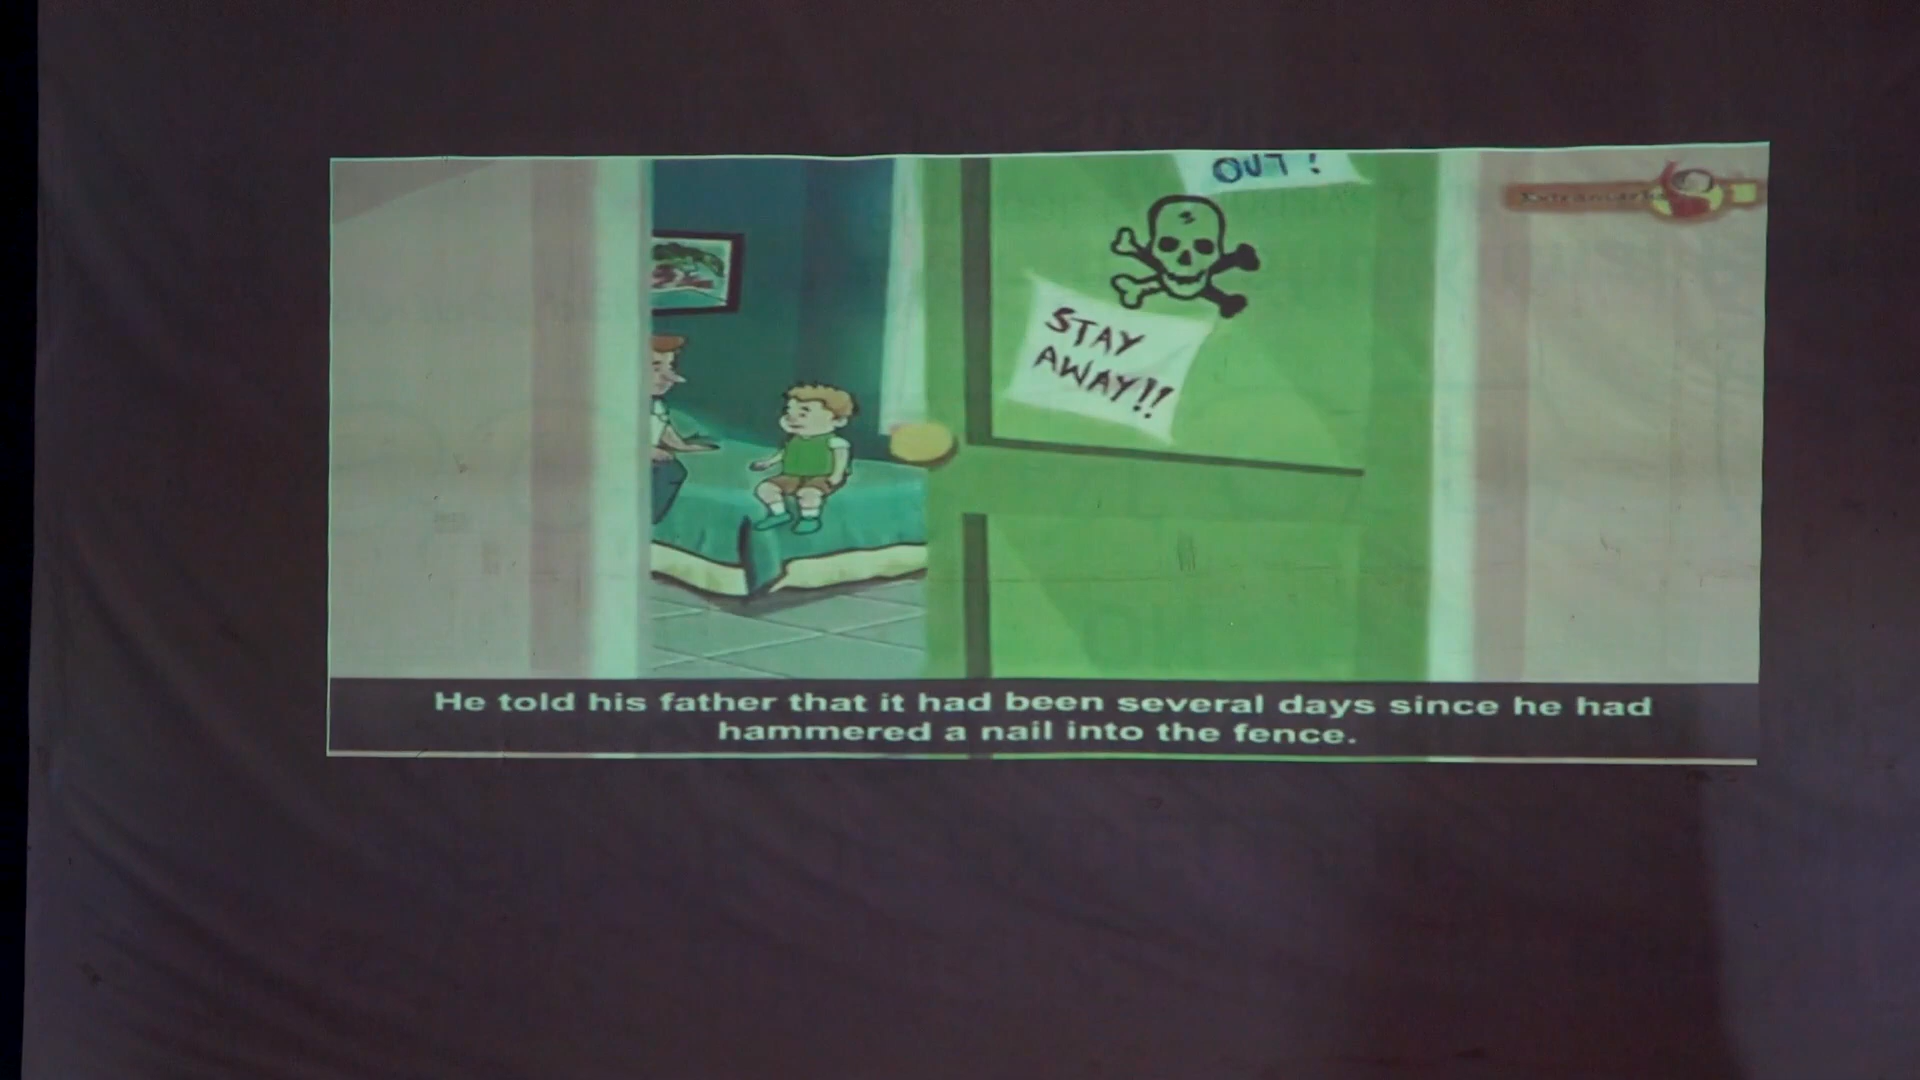 OUT !
STAY
AWAY!!
He told his father that it had been several days since he had
hammered a nail into the fence.